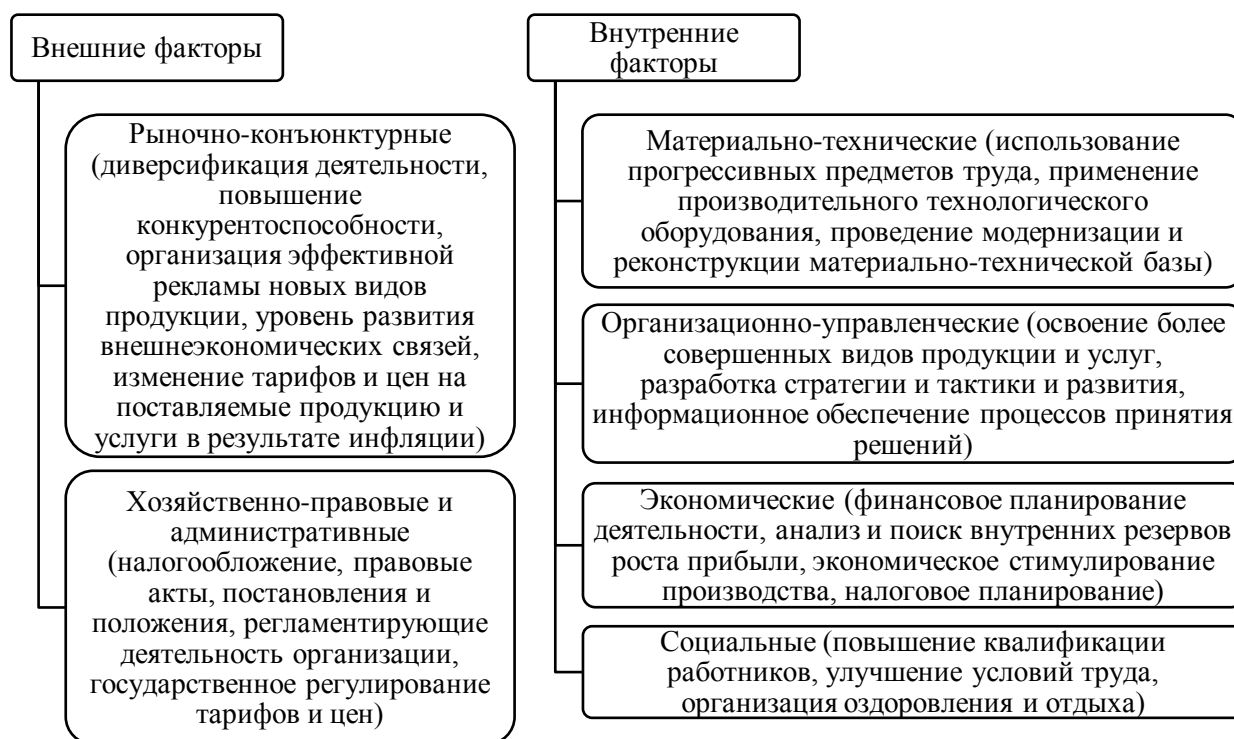 Внешние факторы
Рыночно-конъюнктурные
(диверсификация деятельности,
повышение
конкурентоспособности,
организация эффективной
рекламы новых видов
продукции, уровень развития
внешнеэкономических связей,
изменение тарифов и цен на
поставляемые продукцию и
услуги в результате инфляции)
Хозяйственно-правовые и
административные
(налогообложение, правовые
акты, постановления и
положения, регламентирующие
деятельность организации,
государственное регулирование
тарифов и цен)
Внутренние
факторы
Материально-технические (использование
прогрессивных предметов труда, применение
производительного технологического
оборудования, проведение модернизации и
реконструкции материально-технической базы)
Организационно-управленческие (освоение более
совершенных видов продукции и услуг,
разработка стратегии и тактики и развития,
информационное обеспечение процессов принятия
решений)
Экономические (финансовое планирование
деятельности, анализ и поиск внутренних резервов
роста прибыли, экономическое стимулирование
производства, налоговое планирование)
Социальные (повышение квалификации
работников, улучшение условий труда,
организация оздоровления и отдыха)